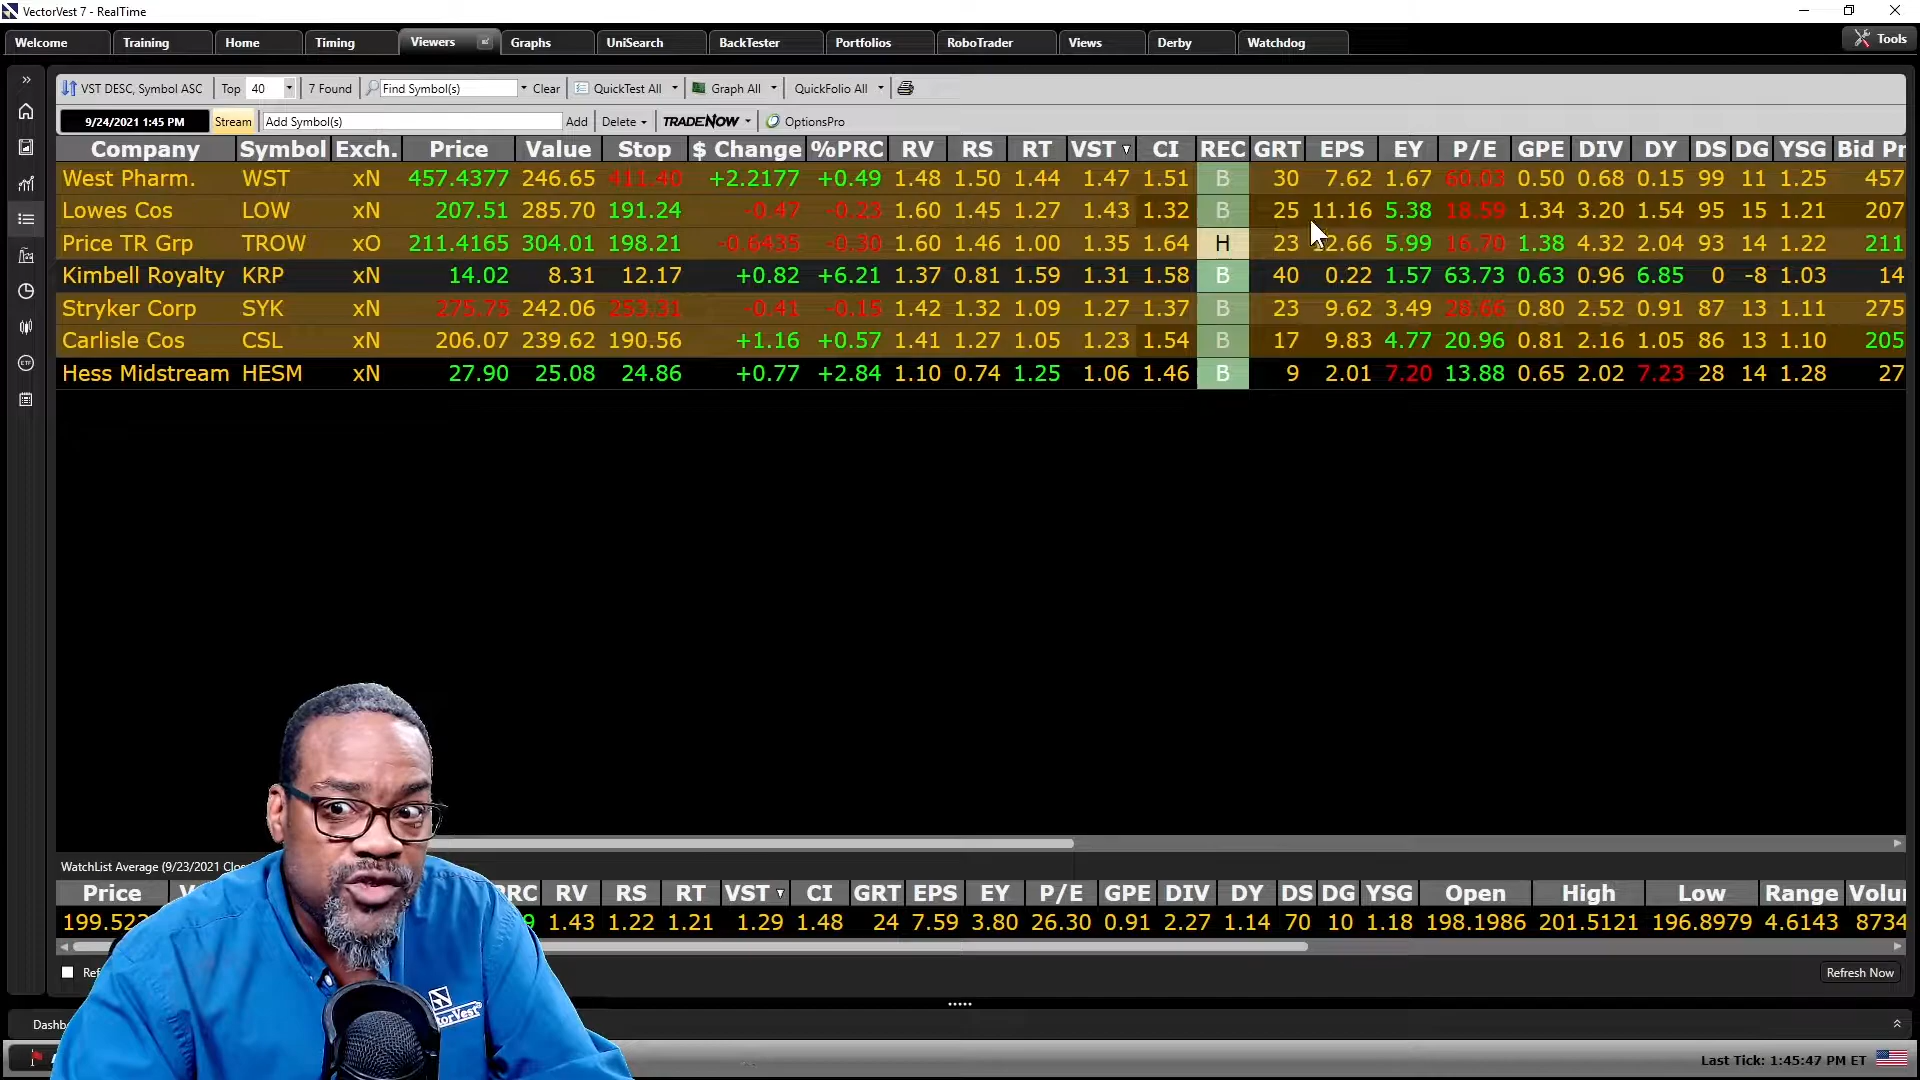 VectorVest 7 - RealTime
Welcome Training Home Timing Viewers Graphs UniSearch BackTester Portfolios RoboTrader Views Derby Watchdog Tools
VST DESC, Symbol ASC Top 40 7 Found Find Symbol(s) Clear QuickTest All Graph All QuickFolio All
9/24/2021 1:45 PM Stream Add Symbol(s) Add Delete TRADENOW OptionsPro
Company Symbol Exch. Price Value Stop $ Change %PRC RV RS RT VST CI REC GRT EPS EY P/E GPE DIV DY DS DG YSG Bid Pr
West Pharm. WST xN 457.4377 246.65 411.40 +2.2177 +0.49 1.48 1.50 1.44 1.47 1.51 B 30 7.62 1.67 60.03 0.50 0.68 0.15 99 11 1.25 457
Lowes Cos LOW xN 207.51 285.70 191.24 -0.47 -0.23 1.60 1.45 1.27 1.43 1.32 B 25 11.16 5.38 18.59 1.34 3.20 1.54 95 15 1.21 207
Price TR Grp TROW xO 211.4165 304.01 198.21 -0.6435 -0.30 1.60 1.46 1.00 1.35 1.64 H 23 2.66 5.99 16.70 1.38 4.32 2.04 93 14 1.22 211
Kimbell Royalty KRP xN 14.02 8.31 12.17 +0.82 +6.21 1.37 0.81 1.59 1.31 1.58 B 40 0.22 1.57 63.73 0.63 0.96 6.85 0 -8 1.03 14
Stryker Corp SYK xN 275.75 242.06 253.31 -0.41 -0.15 1.42 1.32 1.09 1.27 1.37 B 23 9.62 3.49 28.66 0.80 2.52 0.91 87 13 1.11 275
Carlisle Cos CSL xN 206.07 239.62 190.56 +1.16 +0.57 1.41 1.27 1.05 1.23 1.54 B 17 9.83 4.77 20.96 0.81 2.16 1.05 86 13 1.10 205
Hess Midstream HESM xN 27.90 25.08 24.86 +0.77 +2.84 1.10 0.74 1.25 1.06 1.46 B 9 2.01 7.20 13.88 0.65 2.02 7.23 28 14 1.28 27
WatchList Average (9/23/2021 Clo
Price V RC RV RS RT VST CI GRT EPS EY P/E GPE DIV DY DS DG YSG Open High Low Range Volu
199.522 9 1.43 1.22 1.21 1.29 1.48 24 7.59 3.80 26.30 0.91 2.27 1.14 70 10 1.18 198.1986 201.5121 196.8979 4.6143 8734
Ref Refresh Now
Dashb
Last Tick: 1:45:47 PM ET